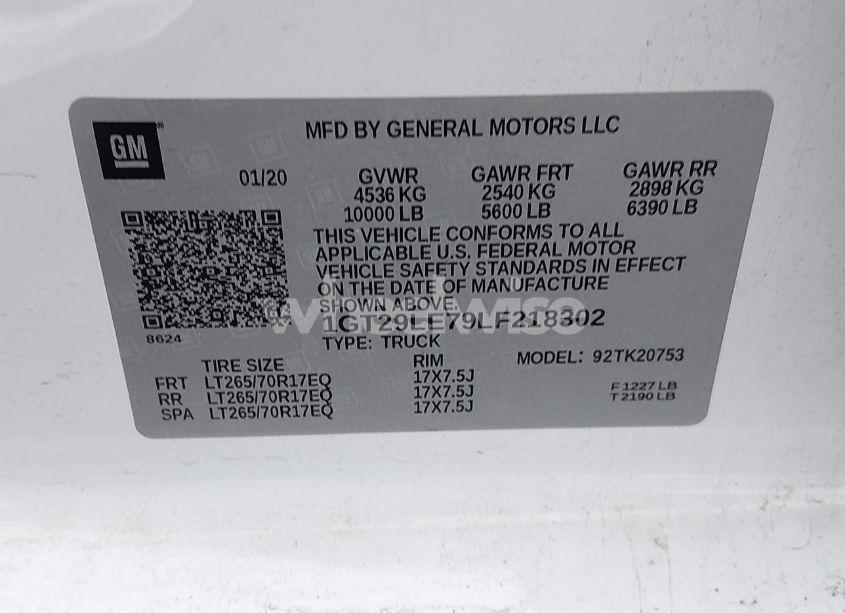 GM
MFD BY GENERAL MOTORS LLC
01/20 GVWR GAWR FRT GAWR RR
4536 KG 2540 KG 2898 KG
10000 LB 5600 LB 6390 LB
THIS VEHICLE CONFORMS TO ALL
APPLICABLE U.S. FEDERAL MOTOR
VEHICLE SAFETY STANDARDS IN EFFECT
ON THE DATE OF MANUFACTURE
SHOWN ABOVE.
1GT29LE79LF218302
8624
TYPE: TRUCK
MODEL: 92TK20753
TIRE SIZE RIM
FRT LT265/70R17EQ 17X7.5J
RR LT265/70R17EQ 17X7.5J
SPA LT265/70R17EQ 17X7.5J
F1227 LB
T2190 LB